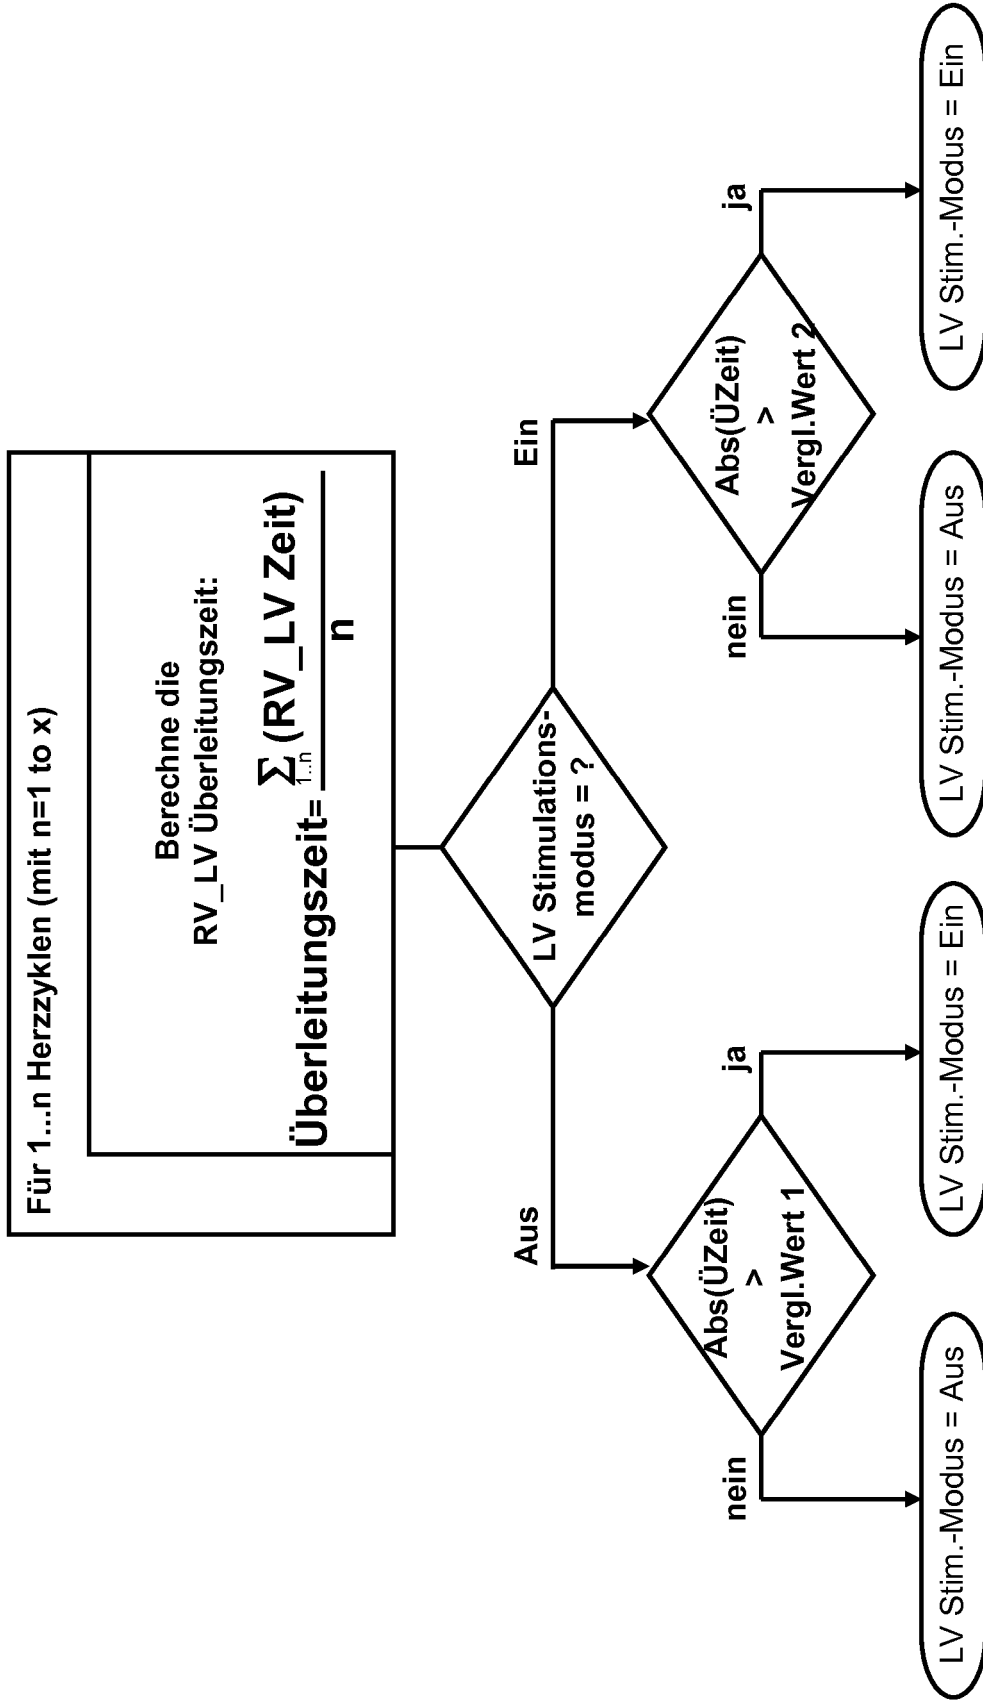 Für 1...n Herzzyklen (mit n=1 to x)
Berechne die
RV_LV Überleitungszeit:
Überleitungszeit= Σ (RV_LV Zeit)
1..n
n
LV Stimulations-
modus = ?
Aus
Ein
Abs(ÜZeit)
>
Vergl.Wert 1
Abs(ÜZeit)
>
Vergl.Wert 2
nein
ja
nein
ja
LV Stim.-Modus = Aus
LV Stim.-Modus = Ein
LV Stim.-Modus = Aus
LV Stim.-Modus = Ein